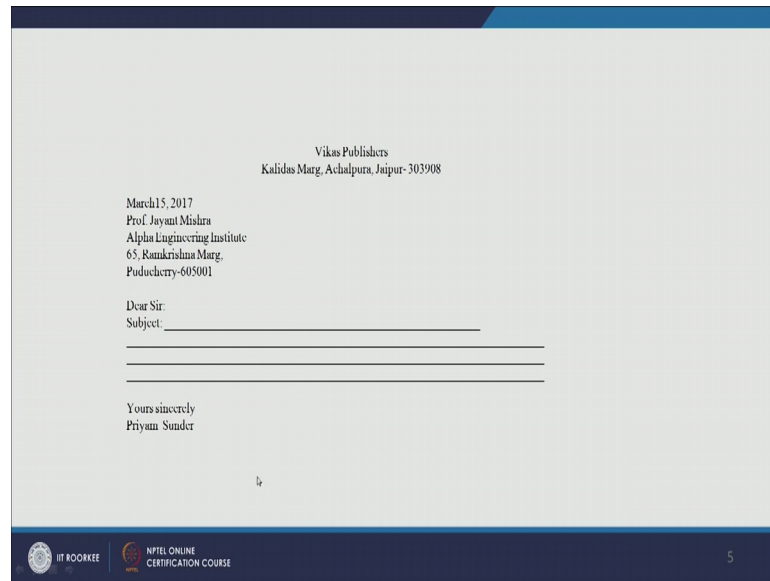 Vikas Publishers
Kalidas Marg, Achalpura, Jaipur- 303908
March15, 2017
Prof. Jayant Mishra
Alpha Engineering Institute
65, Ramkrishna Marg,
Puducherry-605001
Dear Sir:
Subject:
Yours sincerely
Priyam Sunder
IIT ROORKEE
NPTEL
NPTEL ONLINE
CERTIFICATION COURSE
5